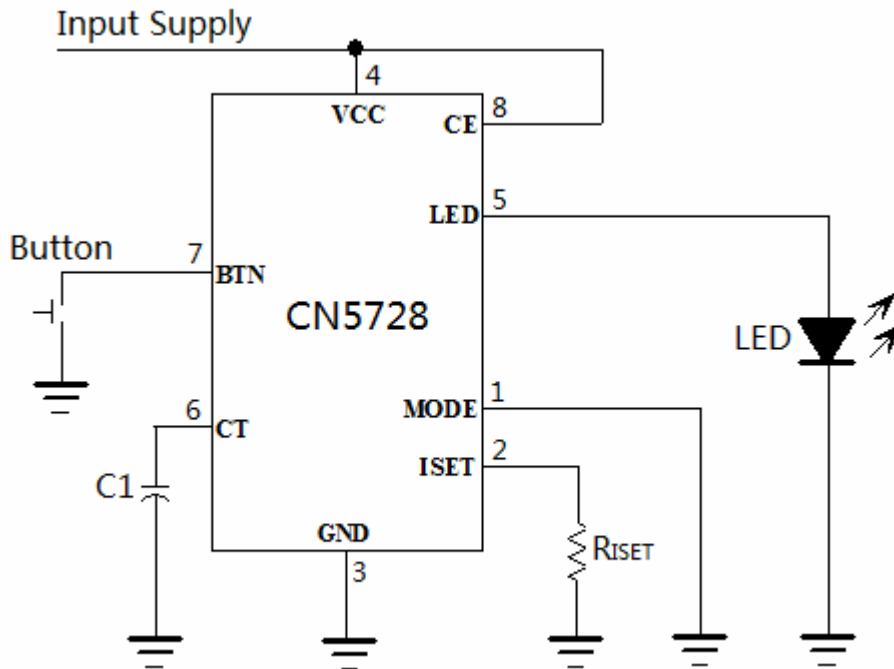 Input Supply
4
VCC
8
CE
5
LED
Button
7
BTN
CN5728
LED
6
CT
1
MODE
2
ISET
C1
RISET
GND
3